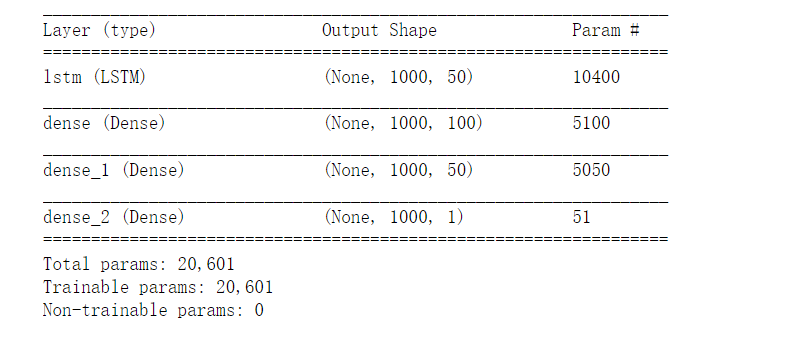 _________________________________________________________________
Layer (type)                 Output Shape              Param #
=================================================================
lstm (LSTM)                  (None, 1000, 50)          10400
_________________________________________________________________
dense (Dense)                (None, 1000, 100)         5100
_________________________________________________________________
dense_1 (Dense)              (None, 1000, 50)          5050
_________________________________________________________________
dense_2 (Dense)              (None, 1000, 1)           51
=================================================================
Total params: 20,601
Trainable params: 20,601
Non-trainable params: 0